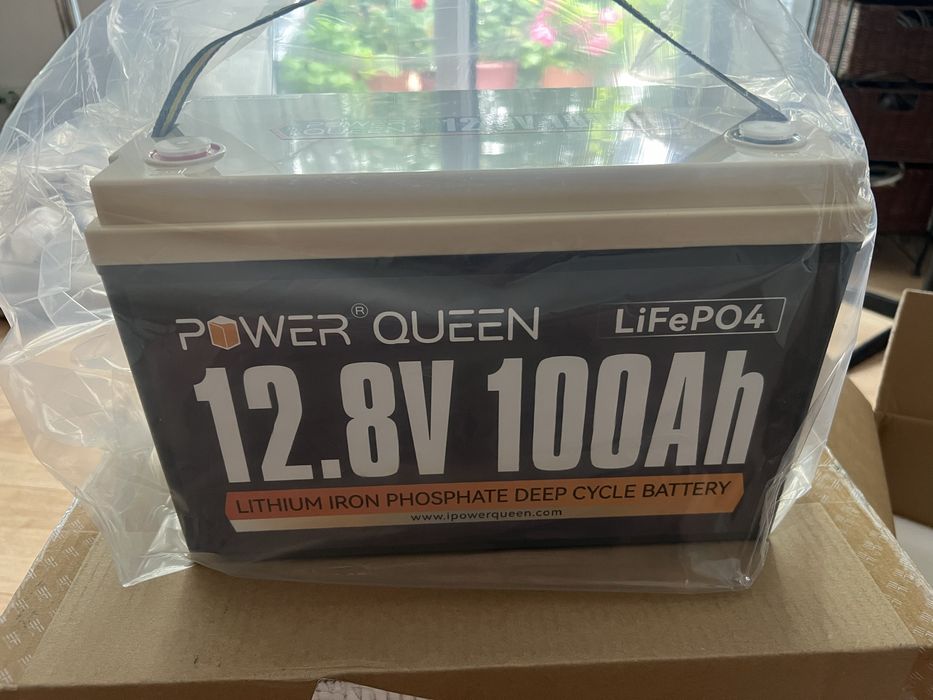 POWER® QUEEN
LiFePO4
12.8V 100Ah
LITHIUM IRON PHOSPHATE DEEP CYCLE BATTERY
www.ipowerqueen.com